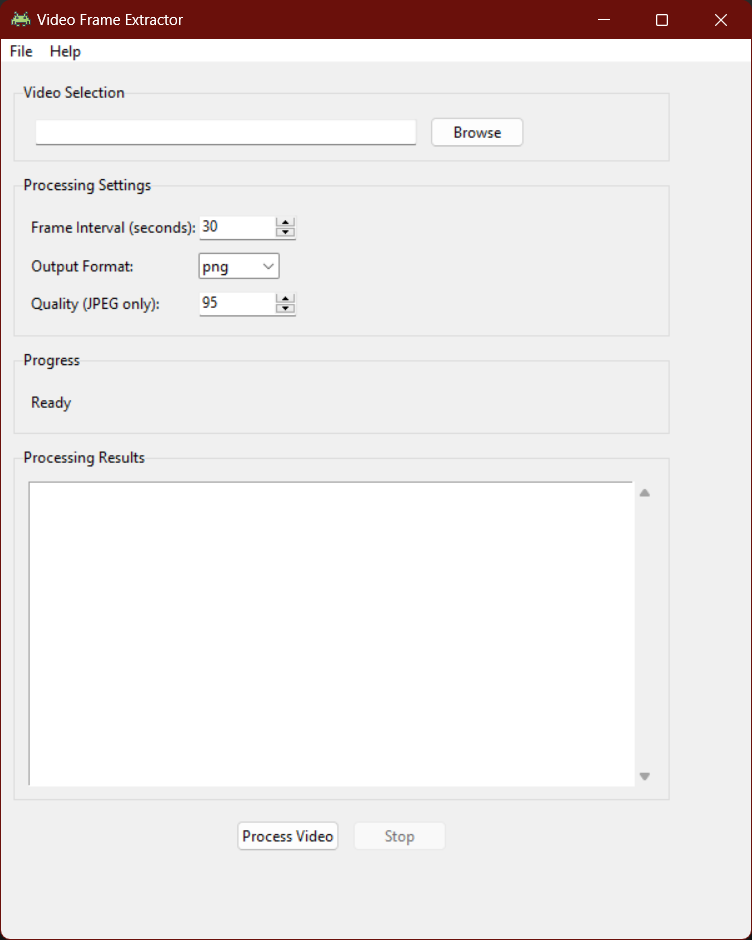 Video Frame Extractor
File Help
Video Selection
Browse
Processing Settings
Frame Interval (seconds): 30
Output Format: png
Quality (JPEG only): 95
Progress
Ready
Processing Results
Process Video Stop